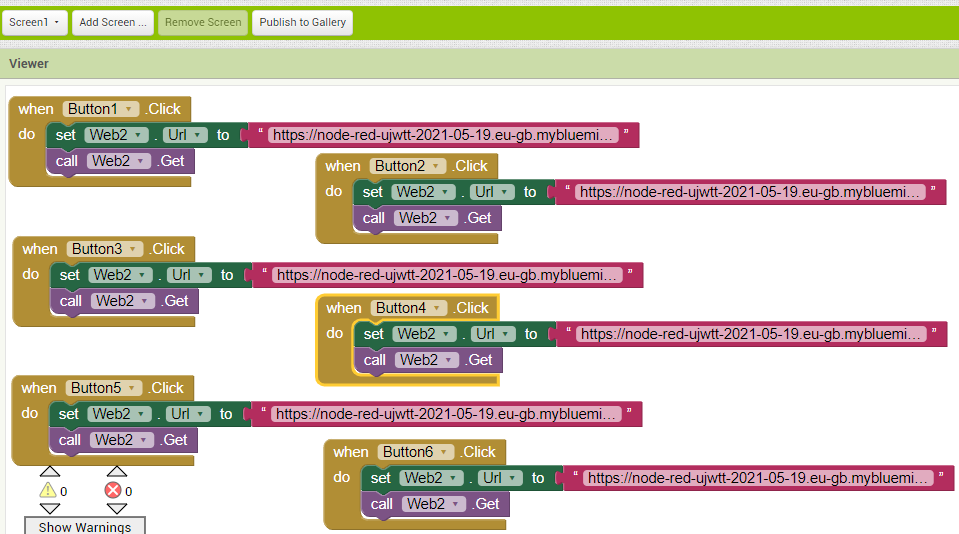 Screen1 Add Screen ... Remove Screen Publish to Gallery
Viewer
when Button1 .Click
do set Web2 . Url to “ https://node-red-ujwtt-2021-05-19.eu-gb.mybluemi... ”
call Web2 .Get
when Button2 .Click
do set Web2 . Url to “ https://node-red-ujwtt-2021-05-19.eu-gb.mybluemi... ”
call Web2 .Get
when Button3 .Click
do set Web2 . Url to “ https://node-red-ujwtt-2021-05-19.eu-gb.mybluemi... ”
call Web2 .Get
when Button4 .Click
do set Web2 . Url to “ https://node-red-ujwtt-2021-05-19.eu-gb.mybluemi... ”
call Web2 .Get
when Button5 .Click
do set Web2 . Url to “ https://node-red-ujwtt-2021-05-19.eu-gb.mybluemi... ”
call Web2 .Get
when Button6 .Click
do set Web2 . Url to “ https://node-red-ujwtt-2021-05-19.eu-gb.mybluemi... ”
call Web2 .Get
0 0
Show Warnings